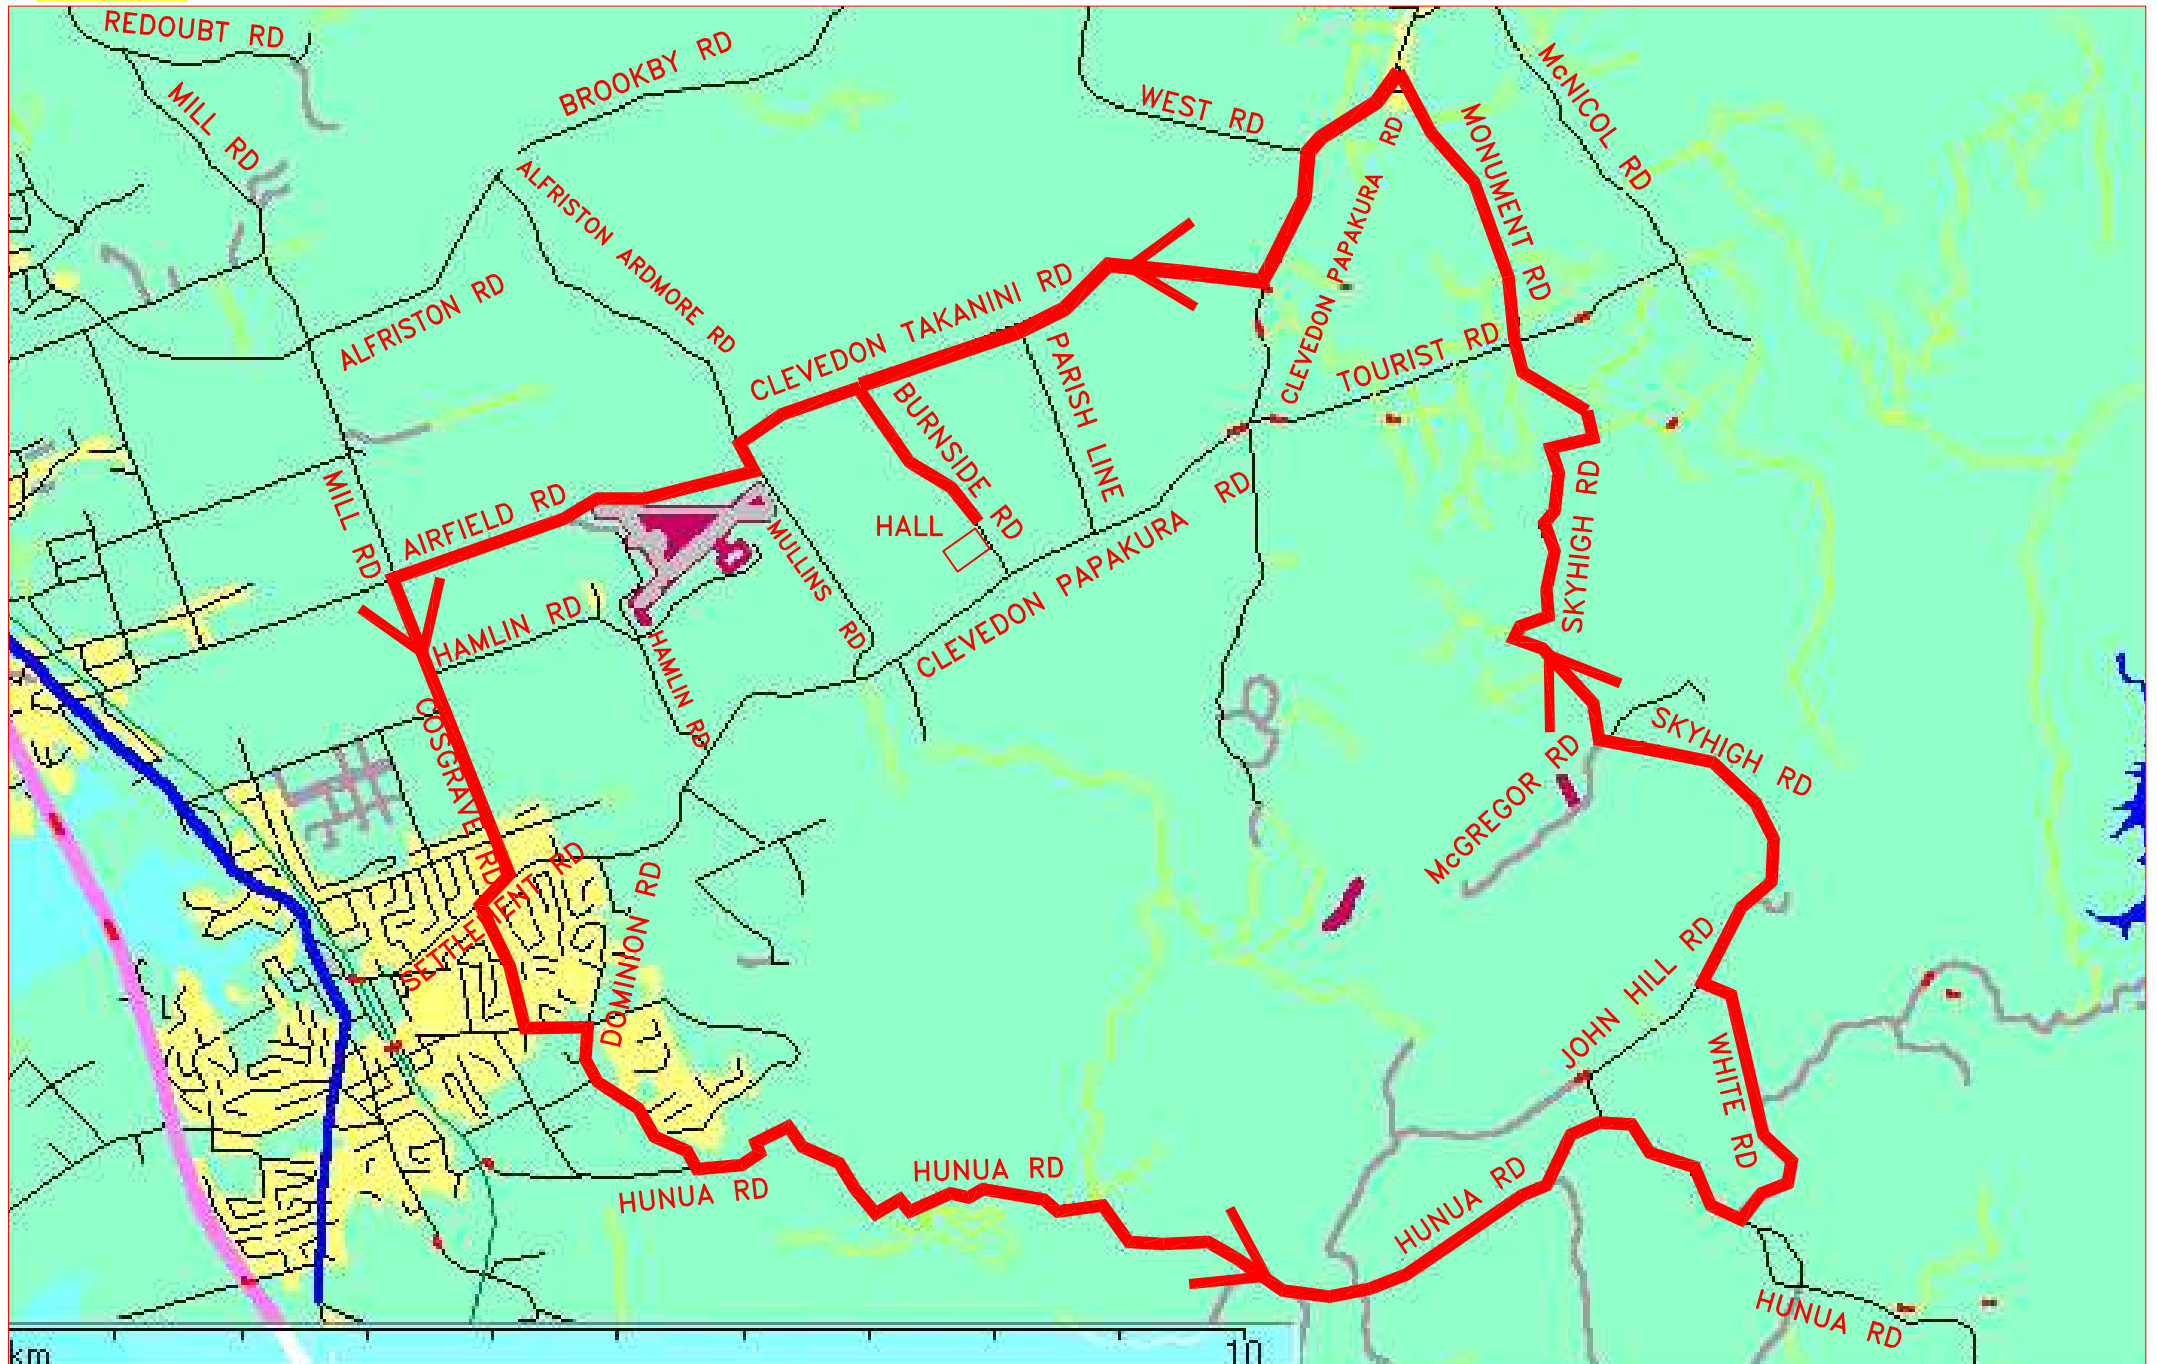 REDOUBT RD
BROOKBY RD
McNICOL RD
MILL RD
WEST RD
CLEVEDON PAPAKURA RD
MONUMENT RD
ALFRISTON ARDMORE RD
ALFRISTON RD
CLEVEDON TAKANINI RD
TOURIST RD
PARISH LINE
BURNSIDE RD
MILL RD
AIRFIELD RD
SKYHIGH RD
HALL
MULLINS RD
CLEVEDON PAPAKURA RD
HAMLIN RD
HAMLIN RD
COSGRAVE RD
SKYHIGH RD
McGREGOR RD
SETTLEMENT RD
DOMINION RD
JOHN HILL RD
WHITE RD
HUNUA RD
HUNUA RD
HUNUA RD
HUNUA RD
km
10